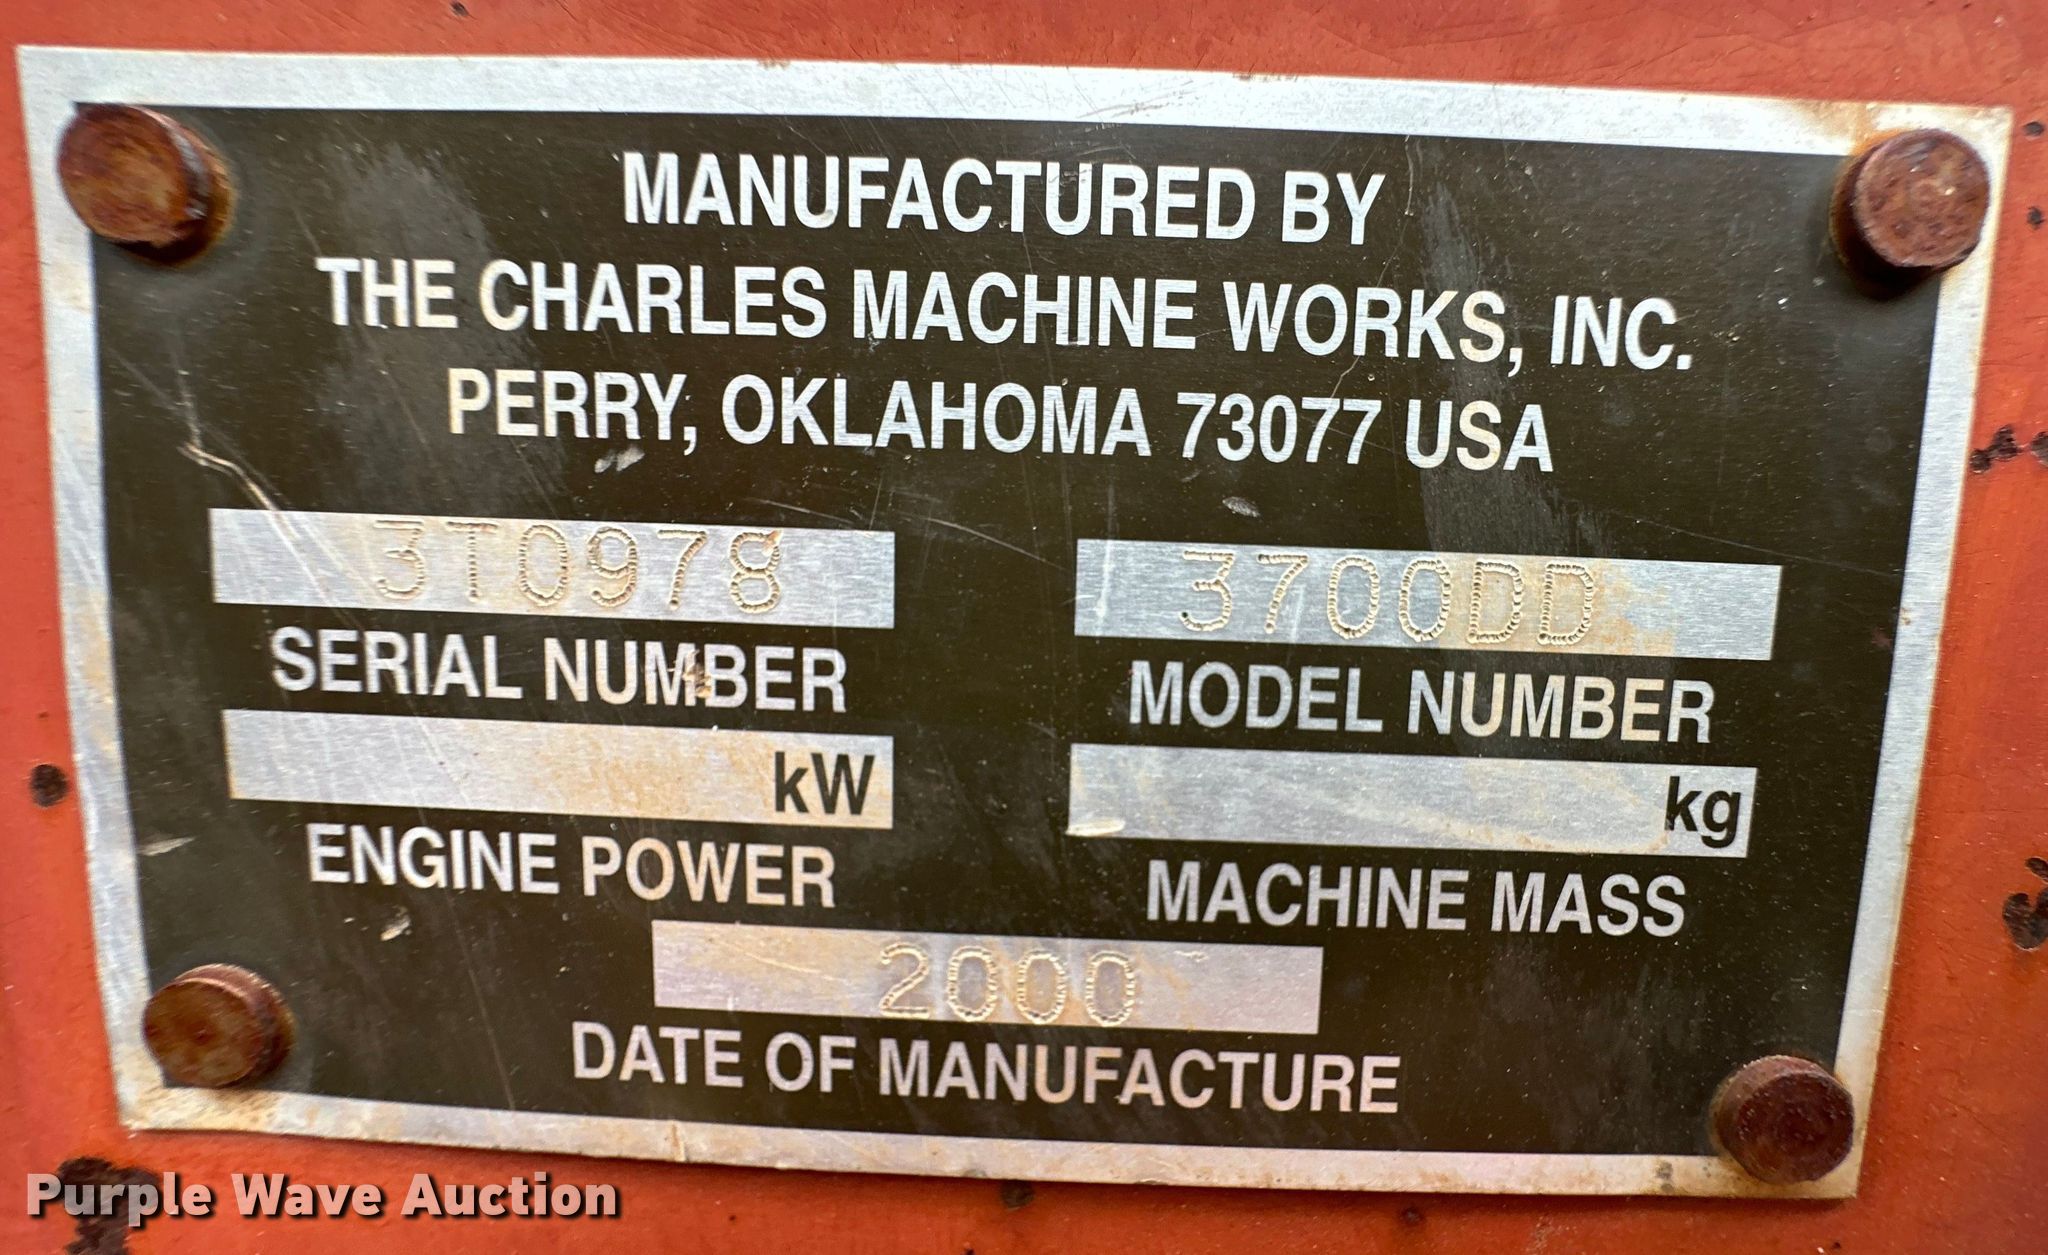 MANUFACTURED BY
THE CHARLES MACHINE WORKS, INC.
PERRY, OKLAHOMA 73077 USA
3T0978 3700DD
SERIAL NUMBER MODEL NUMBER
kW kg
ENGINE POWER MACHINE MASS
2000
DATE OF MANUFACTURE
Purple Wave Auction